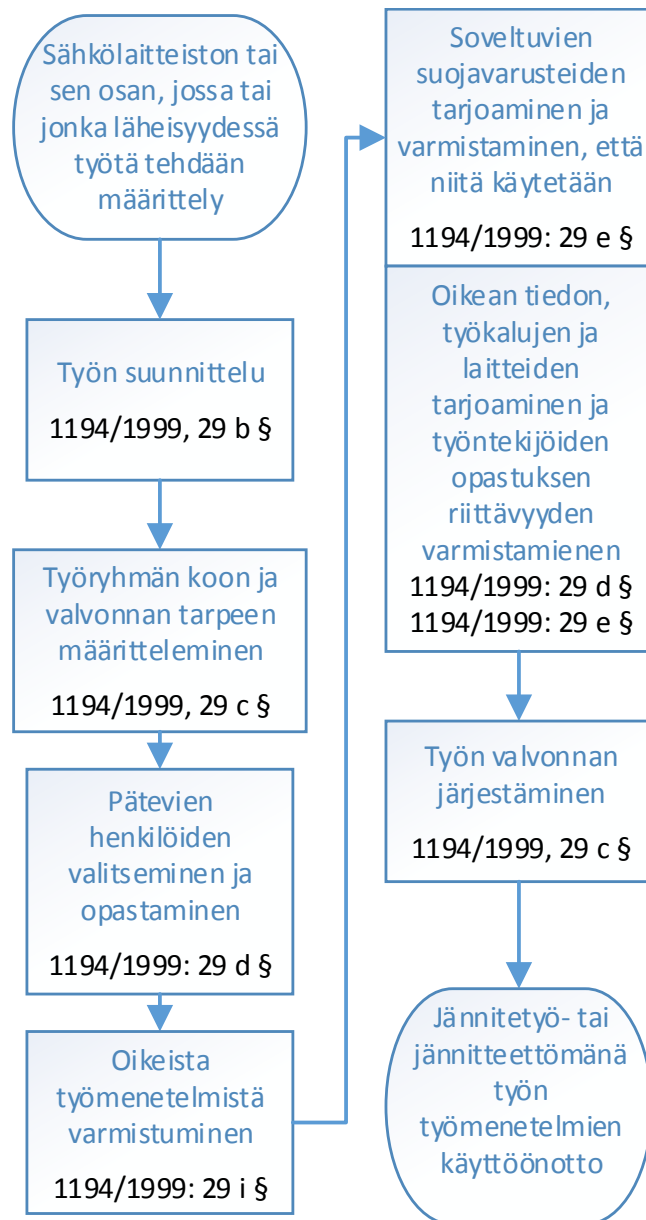 Sähkölaitteiston tai
sen osan, jossa tai
jonka läheisyydessä
työtä tehdään
määrittely
Työn suunnittelu
1194/1999, 29 b §
Työryhmän koon ja
valvonnan tarpeen
määritteleminen
1194/1999, 29 c §
Pätevien
henkilöiden
valitseminen ja
opastaminen
1194/1999: 29 d §
Oikeista
työmenetelmistä
varmistuminen
1194/1999: 29 i §
Soveltuvien
suojavarusteiden
tarjoaminen ja
varmistaminen, että
niitä käytetään
1194/1999: 29 e §
Oikean tiedon,
työkalujen ja
laitteiden
tarjoaminen ja
työntekijöiden
opastuksen
riittävyyden
varmistamienen
1194/1999: 29 d §
1194/1999: 29 e §
Työn valvonnan
järjestäminen
1194/1999, 29 c §
Jännitetyö- tai
jännitteettömänä
työn
työmenetelmien
käyttöönotto